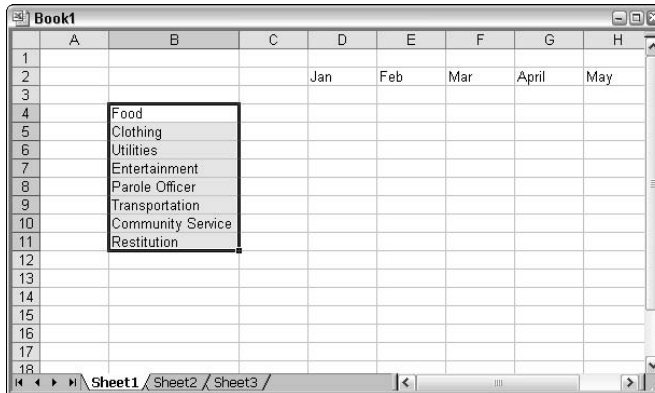 Book1
A B C D E F G H
1
2 Jan Feb Mar April May
3
4 Food
5 Clothing
6 Utilities
7 Entertainment
8 Parole Officer
9 Transportation
10 Community Service
11 Restitution
12
13
14
15
16
17
18
Sheet1 / Sheet2 / Sheet3 /